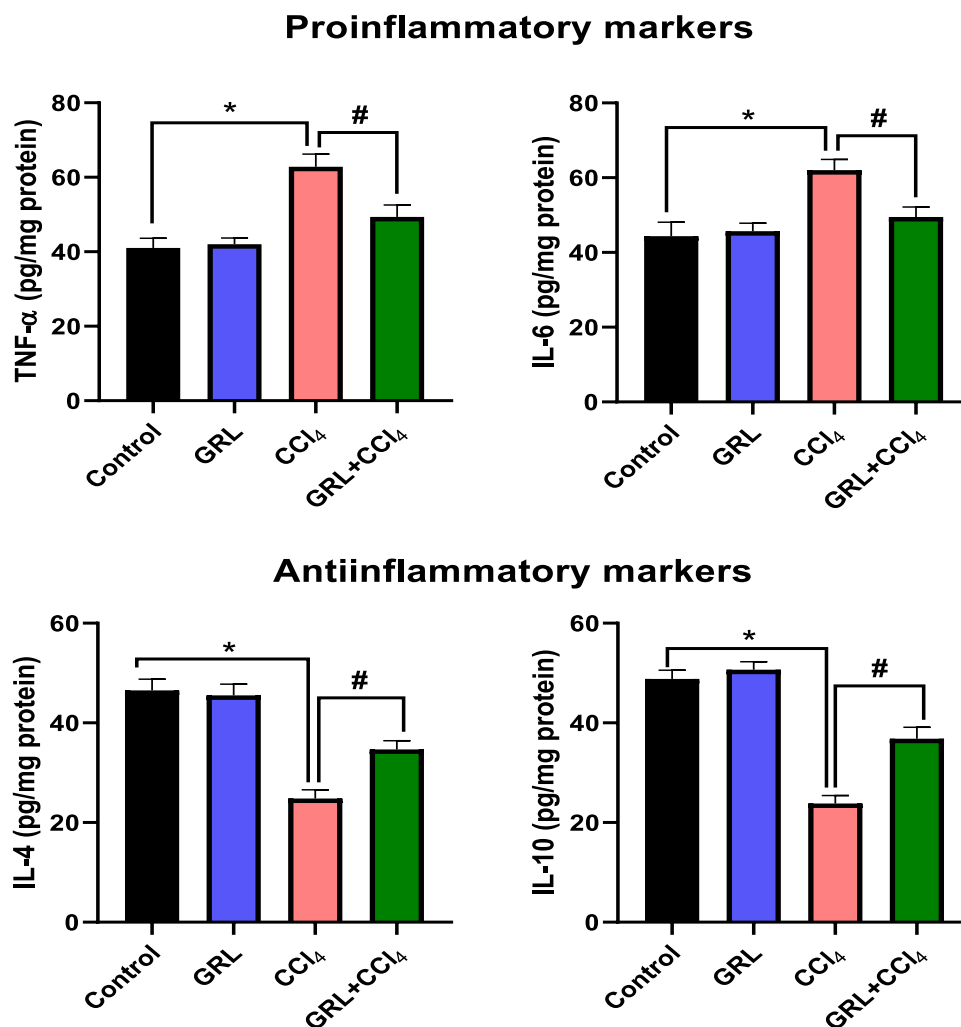 Proinflammatory markers
TNF-α (pg/mg protein)
80
60
40
20
0
*
#
Control
GRL
CCl₄
GRL+CCl₄
IL-6 (pg/mg protein)
80
60
40
20
0
*
#
Control
GRL
CCl₄
GRL+CCl₄
Antiinflammatory markers
IL-4 (pg/mg protein)
60
40
20
0
*
#
Control
GRL
CCl₄
GRL+CCl₄
IL-10 (pg/mg protein)
60
40
20
0
*
#
Control
GRL
CCl₄
GRL+CCl₄